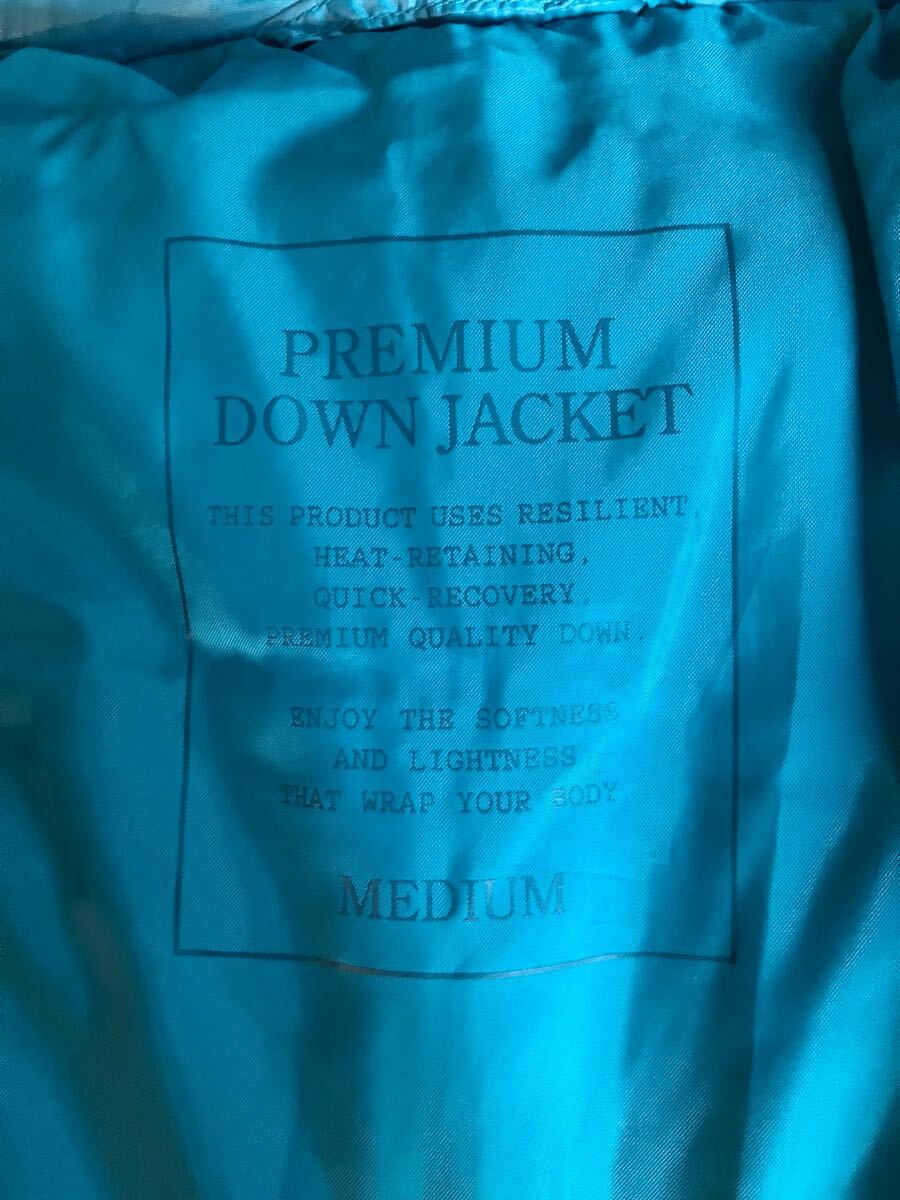 PREMIUM
DOWN JACKET
THIS PRODUCT USES RESILIENT,
HEAT-RETAINING,
QUICK-RECOVERY,
PREMIUM QUALITY DOWN.
ENJOY THE SOFTNESS
AND LIGHTNESS
THAT WRAP YOUR BODY
MEDIUM